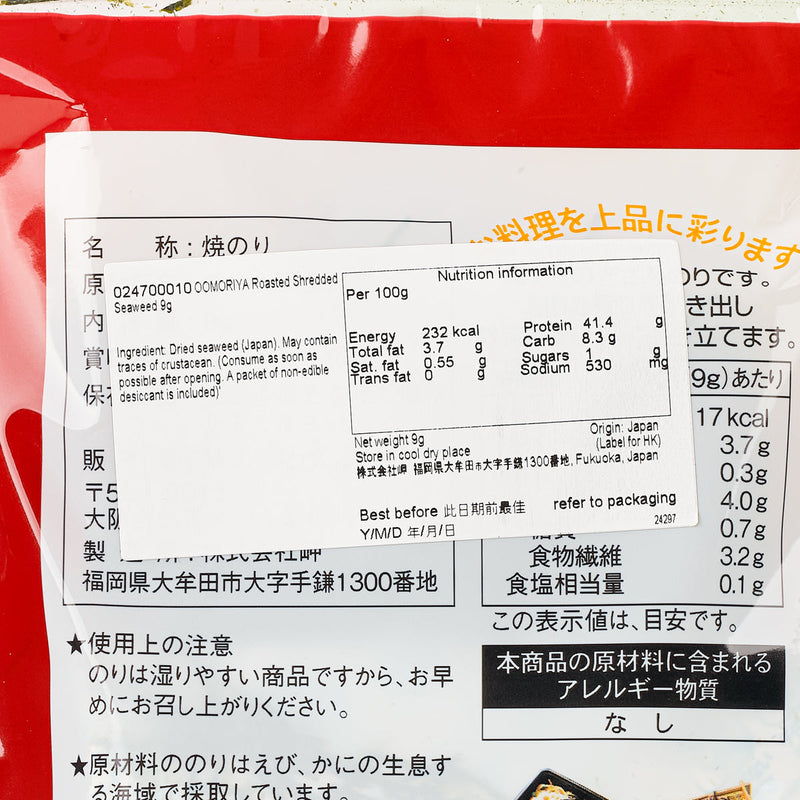 料理を上品に彩ります
名 称:焼のり
のりです。
原
き出し
内
立てます。
賞
保存
024700010 OOMORIYA Roasted Shredded
Seaweed 9g
Ingredient: Dried seaweed (Japan). May contain
traces of crustacean. (Consume as soon as
possible after opening. A packet of non-edible
desiccant is included)'
Nutrition information
Per 100g
Energy 232 kcal
Total fat 3.7 g
Sat. fat 0.55 g
Trans fat 0 g
Protein 41.4 g
Carb 8.3 g
Sugars 1 g
Sodium 530 mg
Net weight 9g
Origin: Japan
Store in cool dry place
(Label for HK)
株式会社岬 福岡県大牟田市大字手鎌1300番地, Fukuoka, Japan
Best before 此日期前最佳 refer to packaging
Y/M/D 年/月/日
24297
販
〒5
大阪
製 造 所:株式会社岬
福岡県大牟田市大字手鎌1300番地
(9g)あたり
17kcal
3.7g
0.3g
4.0g
糖質 0.7g
食物繊維 3.2g
食塩相当量 0.1g
この表示値は、目安です。
★使用上の注意
のりは湿りやすい商品ですから、お早
めにお召し上がりください。
★原材料ののりはえび、かにの生息す
る海域で採取しています。
本商品の原材料に含まれる
アレルギー物質
なし